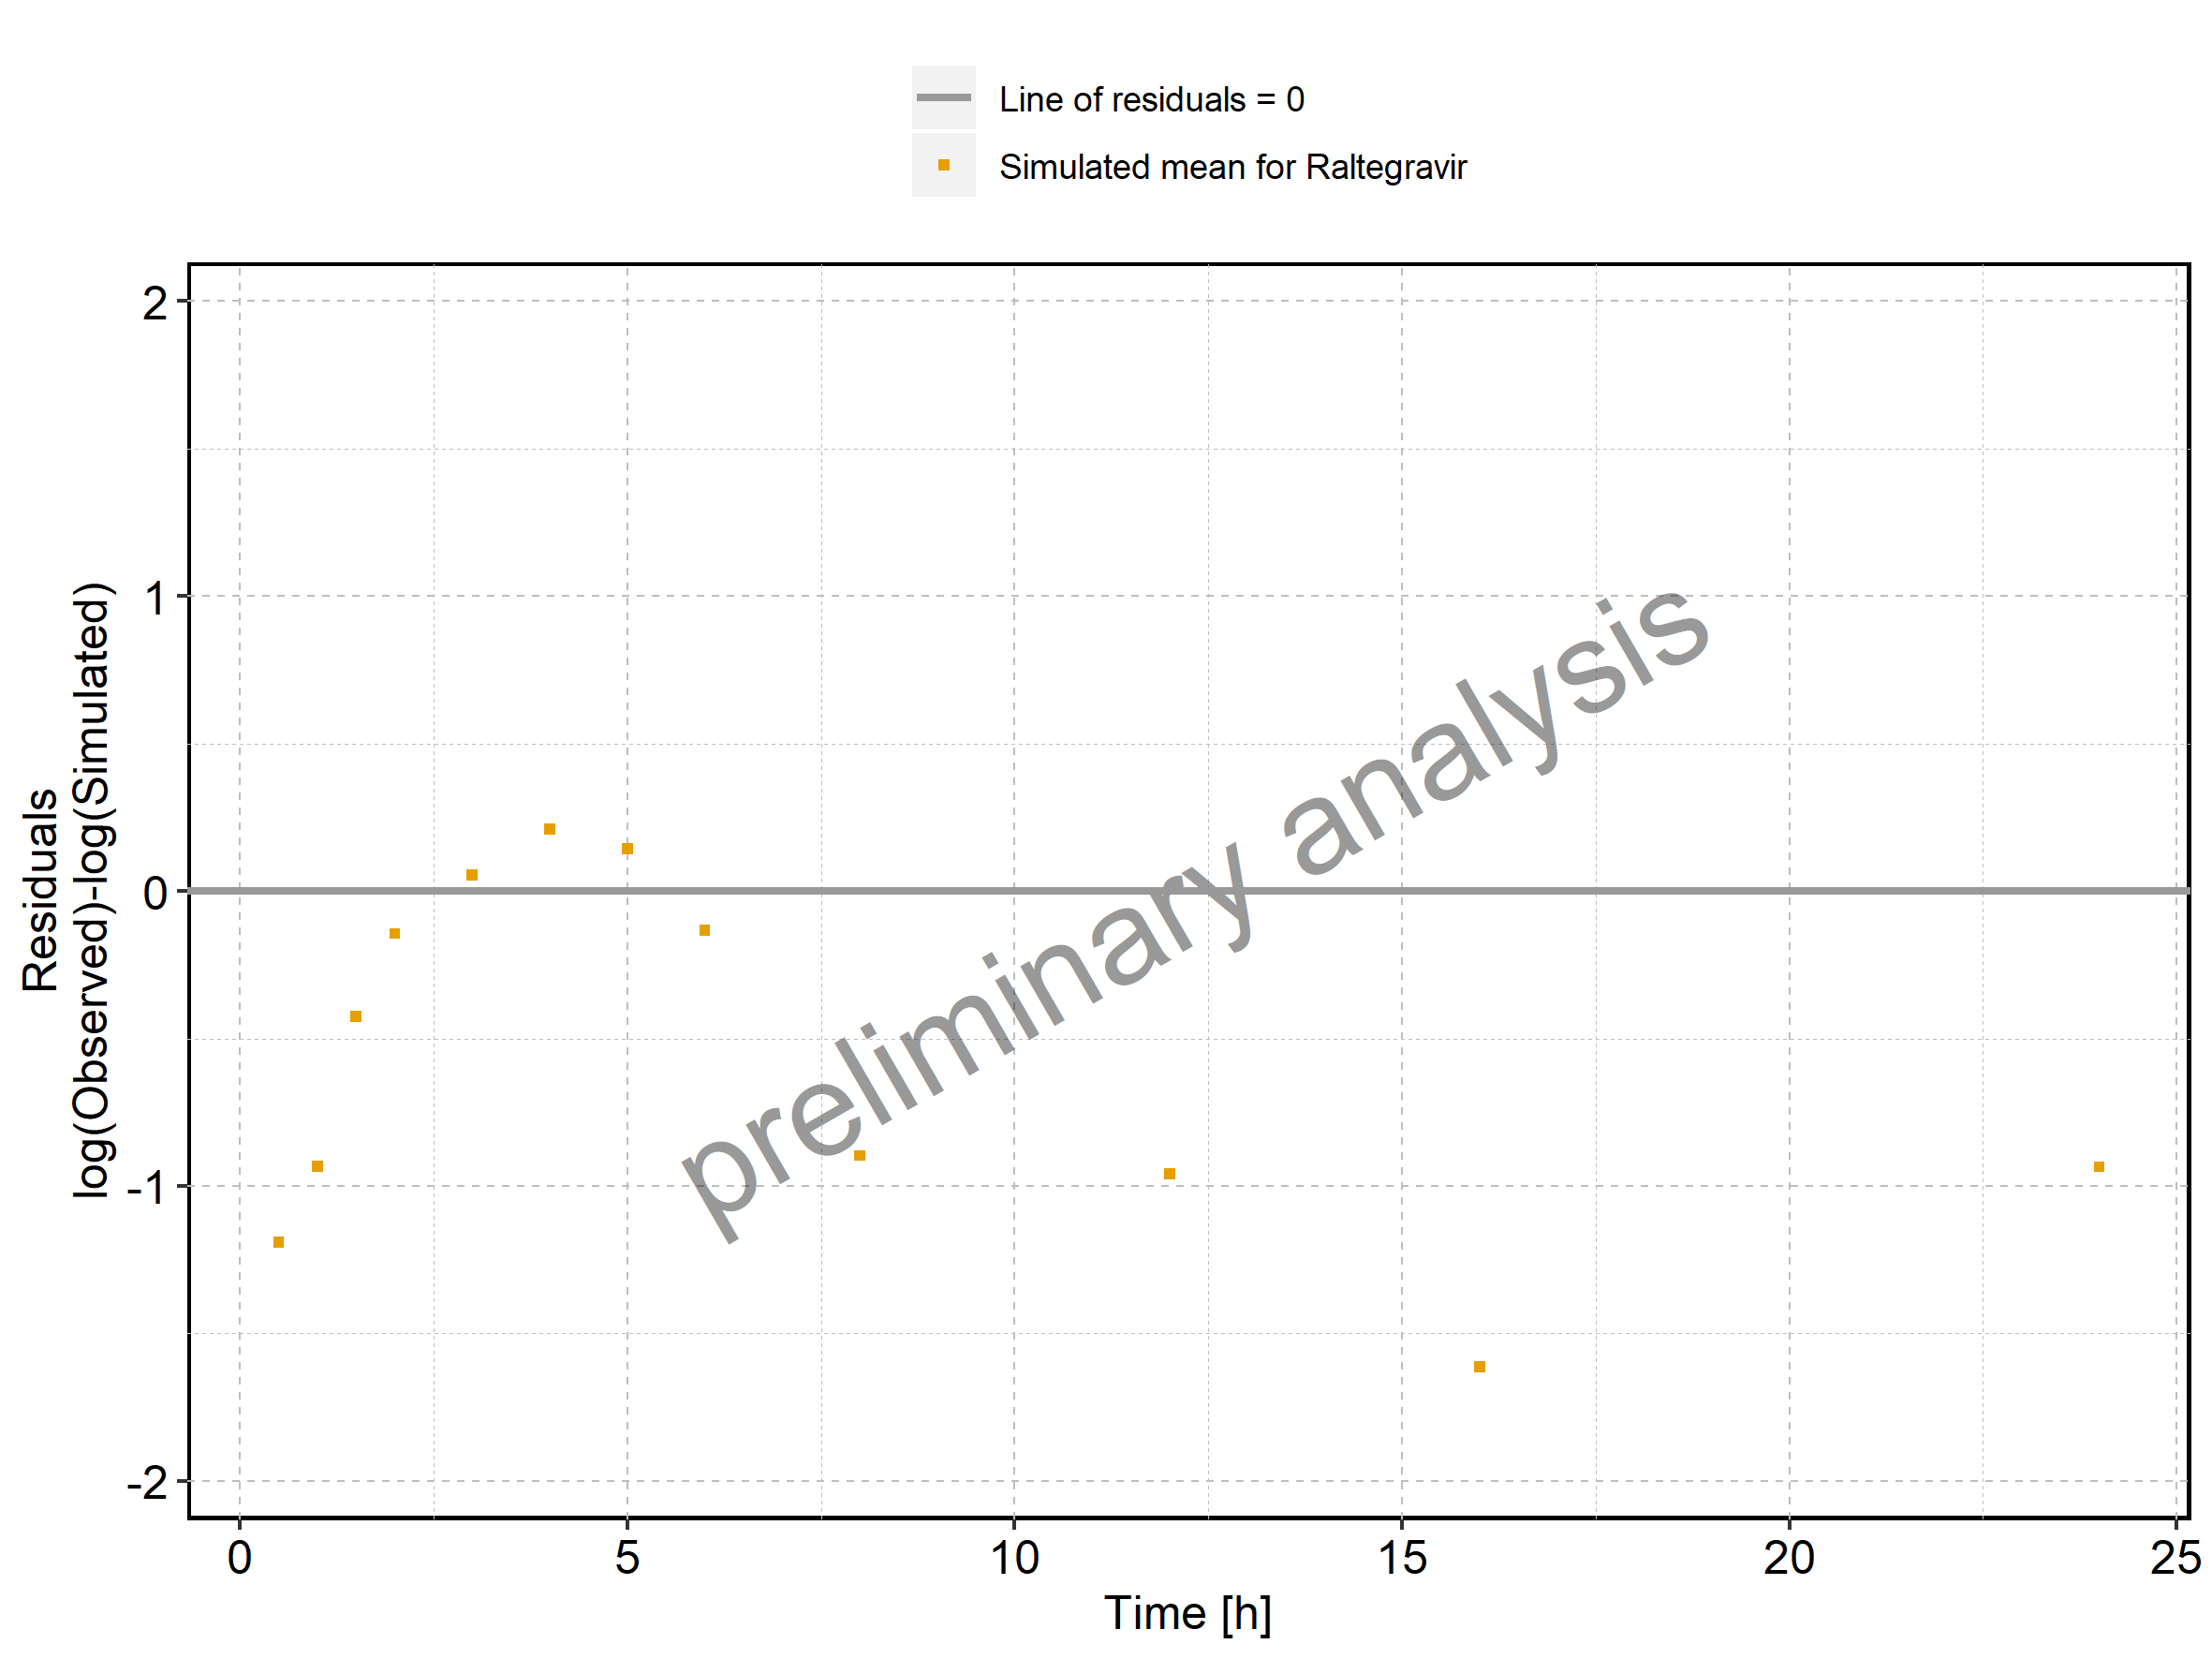 Line of residuals = 0
Simulated mean for Raltegravir
Residuals
log(Observed)-log(Simulated)
2
1
0
-1
-2
preliminary analysis
0
5
10
15
20
25
Time [h]